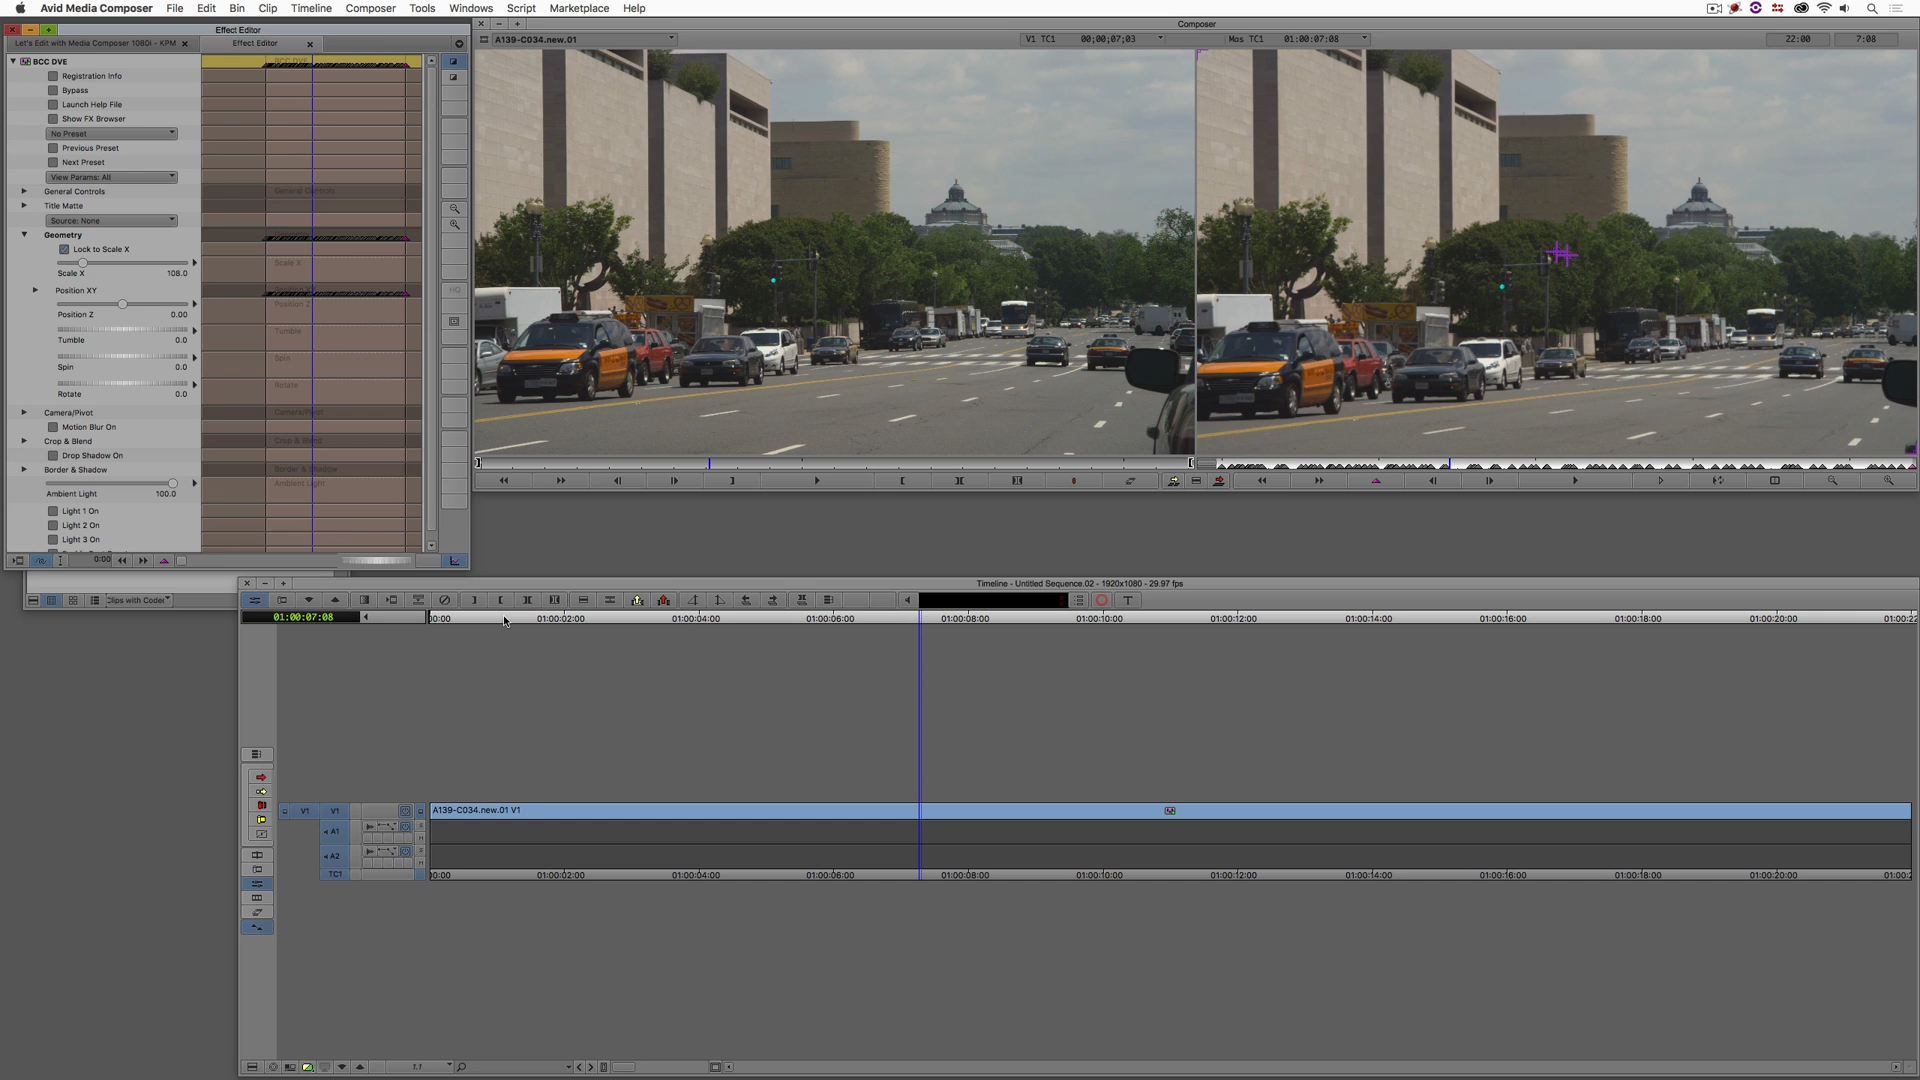 Avid Media Composer File Edit Bin Clip Timeline Composer Tools Windows Script Marketplace Help
Effect Editor
Let's Edit with Media Composer 1080i - KPM
Effect Editor
BCC DVE
Registration Info
Bypass
Launch Help File
Show FX Browser
No Preset
Previous Preset
Next Preset
View Params: All
General Controls
General Controls
Title Matte
Source: None
Geometry
Lock to Scale X
Scale X
Scale X 108.0
Position XY
Position Z
Position Z 0.00
Tumble
Tumble 0.0
Spin
Spin 0.0
Rotate
Rotate 0.0
Camera/Pivot
Camera/Pivot
Motion Blur On
Crop & Blend
Crop & Blend
Drop Shadow On
Border & Shadow
Border & Shadow
Ambient Light
Ambient Light 100.0
Light 1 On
Light 2 On
Light 3 On
0:00
HQ
Clips with Coder
Composer
A139-C034.new.01
V1 TC1 00;00;07;03
Mas TC1 01:00:07:08
22:00
7:08
Timeline - Untitled Sequence.02 - 1920x1080 - 29.97 fps
01:00:07:08
00:00 01:00:02:00 01:00:04:00 01:00:06:00 01:00:08:00 01:00:10:00 01:00:12:00 01:00:14:00 01:00:16:00 01:00:18:00 01:00:20:00 01:00:22
V1 V1
A139-C034.new.01 V1
A1
A2
TC1
00:00 01:00:02:00 01:00:04:00 01:00:06:00 01:00:08:00 01:00:10:00 01:00:12:00 01:00:14:00 01:00:16:00 01:00:18:00 01:00:20:00 01:00:2
1.1